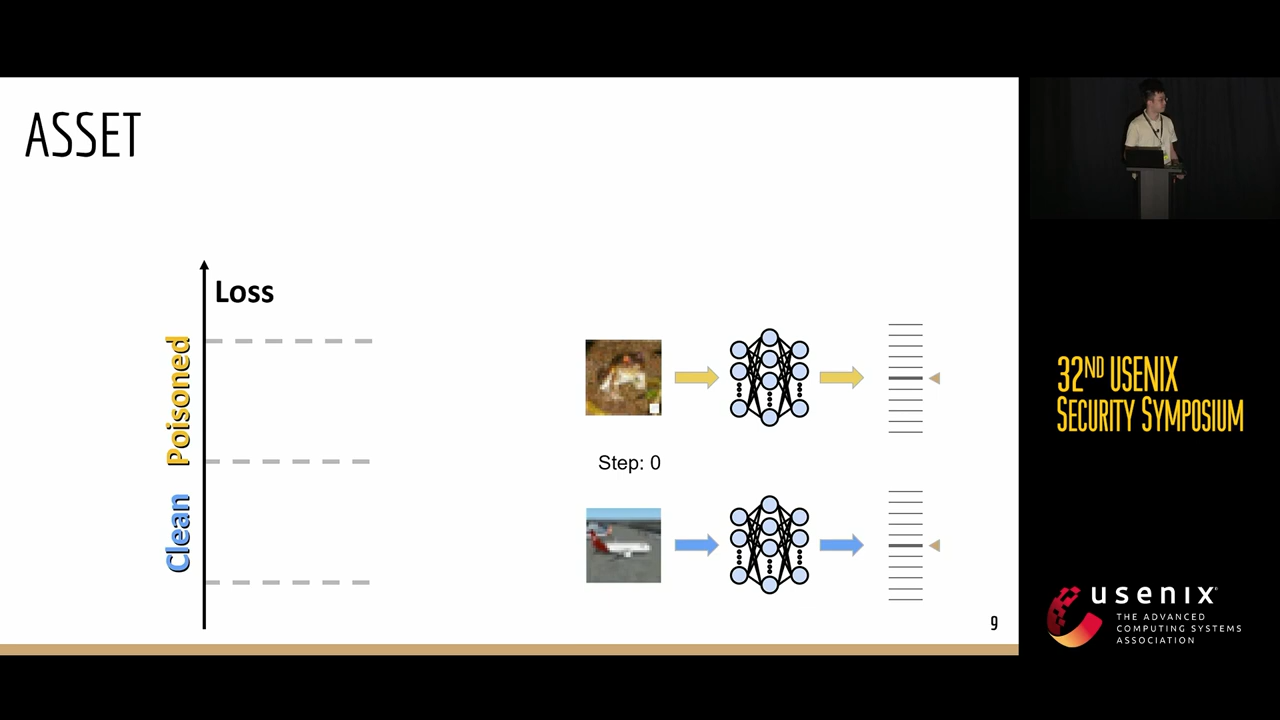 ASSET
Loss
Poisoned
Clean
Step: 0
9
32ND USENIX
SECURITY SYMPOSIUM
usenix
THE ADVANCED
COMPUTING SYSTEMS
ASSOCIATION